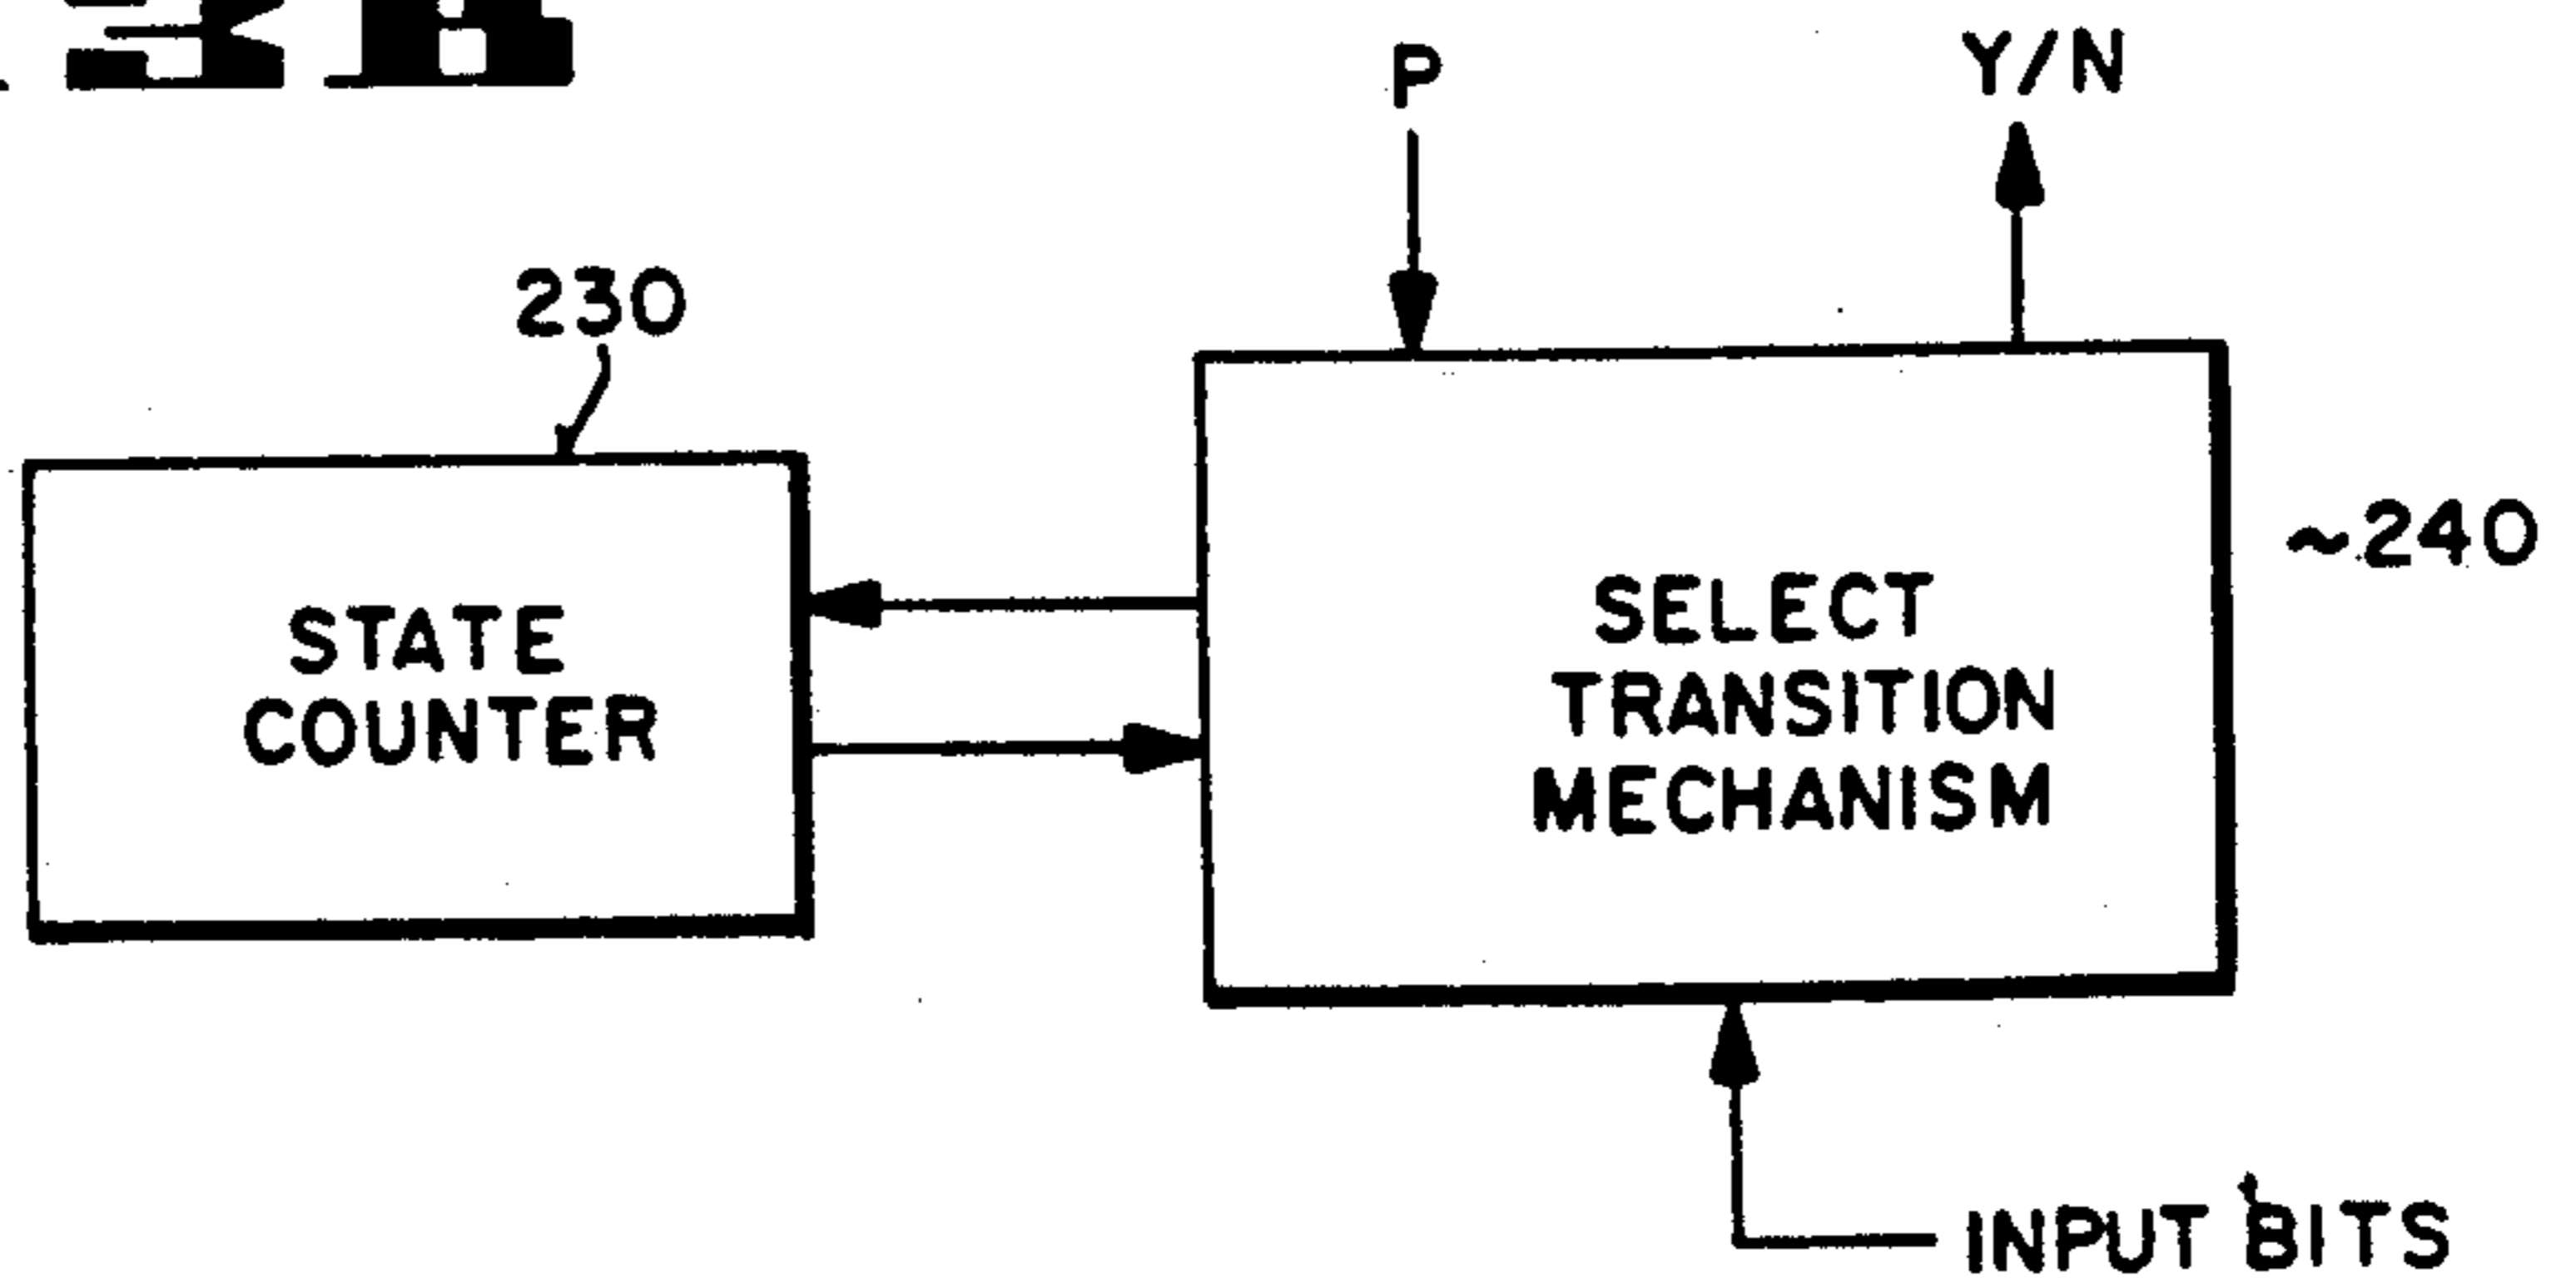 P
Y/N
230
STATE
COUNTER
SELECT
TRANSITION
MECHANISM
~240
INPUT BITS